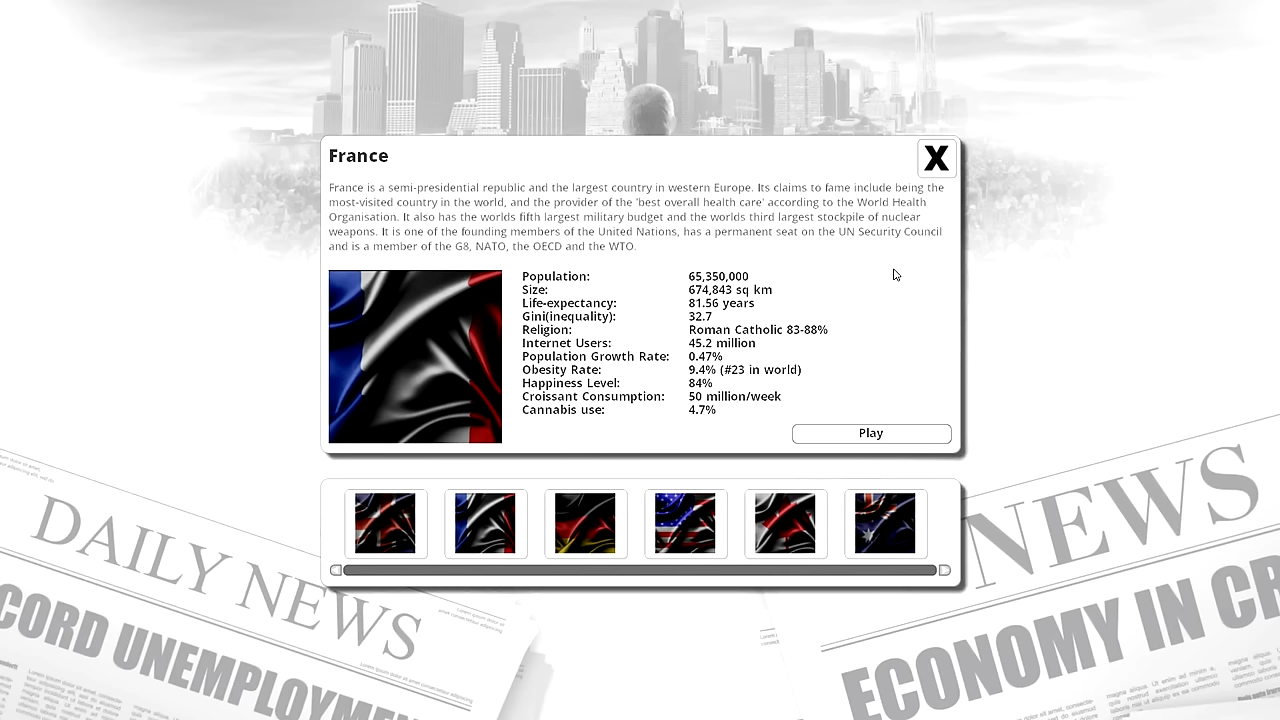 France
X
France is a semi-presidential republic and the largest country in western Europe. Its claims to fame include being the
most-visited country in the world, and the provider of the 'best overall health care' according to the World Health
Organisation. It also has the worlds fifth largest military budget and the worlds third largest stockpile of nuclear
weapons. It is one of the founding members of the United Nations, has a permanent seat on the UN Security Council
and is a member of the G8, NATO, the OECD and the WTO.
Population: 65,350,000
Size: 674,843 sq km
Life-expectancy: 81.56 years
Gini(inequality): 32.7
Religion: Roman Catholic 83-88%
Internet Users: 45.2 million
Population Growth Rate: 0.47%
Obesity Rate: 9.4% (#23 in world)
Happiness Level: 84%
Croissant Consumption: 50 million/week
Cannabis use: 4.7%
Play
DAILY NEWS
CORD UNEMPLOYME
NEWS
ECONOMY IN CR